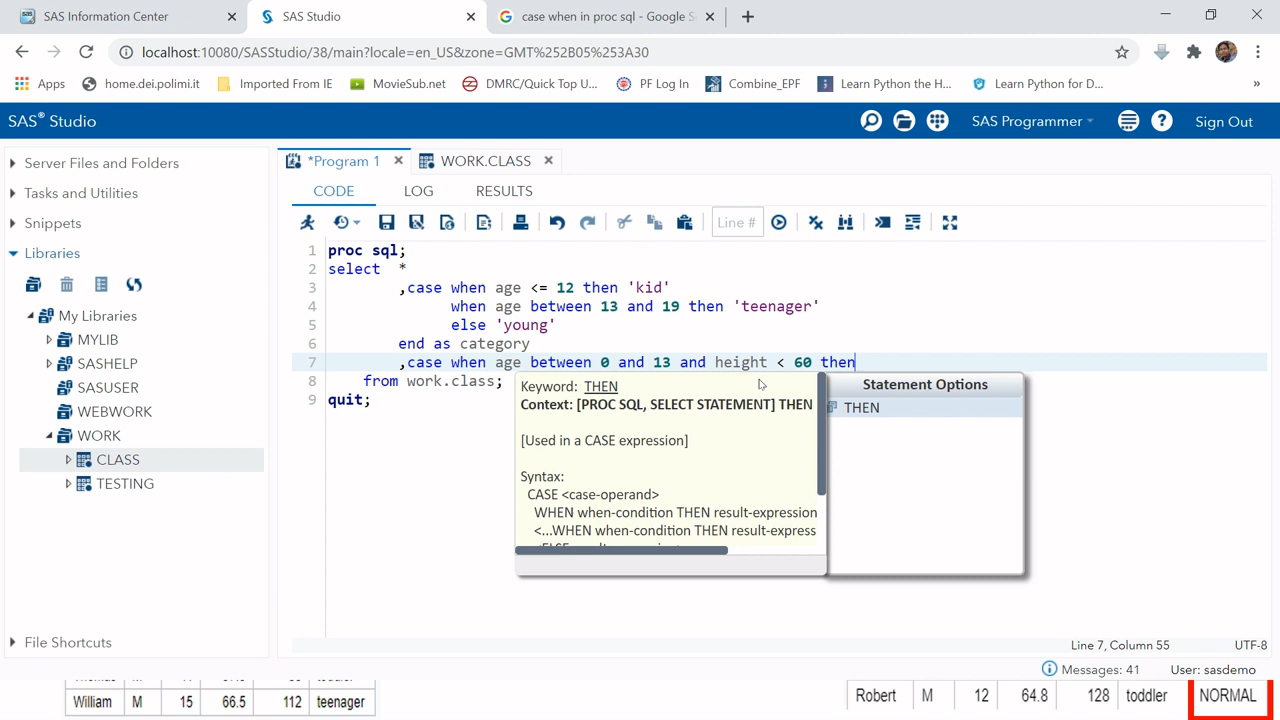 SAS Information Center
SAS Studio
case when in proc sql - Google S
localhost:10080/SASStudio/38/main?locale=en_US&zone=GMT%252B05%253A30
Apps
home.dei.polimi.it
Imported From IE
MovieSub.net
DMRC/Quick Top U...
PF Log In
Combine_EPF
Learn Python the H...
Learn Python for D...
»
SAS® Studio
SAS Programmer
Sign Out
Server Files and Folders
Tasks and Utilities
Snippets
Libraries
My Libraries
MYLIB
SASHELP
SASUSER
WEBWORK
WORK
CLASS
TESTING
File Shortcuts
*Program 1
WORK.CLASS
CODE
LOG
RESULTS
Line #
1 proc sql;
2 select *
3 ,case when age <= 12 then 'kid'
4 when age between 13 and 19 then 'teenager'
5 else 'young'
6 end as category
7 ,case when age between 0 and 13 and height < 60 then
8 from work.class;
9 quit;
Keyword: THEN
Context: [PROC SQL, SELECT STATEMENT] THEN
[Used in a CASE expression]
Syntax:
CASE <case-operand>
WHEN when-condition THEN result-expression
<...WHEN when-condition THEN result-express
Statement Options
THEN
Line 7, Column 55
UTF-8
Messages: 41
User: sasdemo
William M 15 66.5 112 teenager
Robert M 12 64.8 128 toddler NORMAL